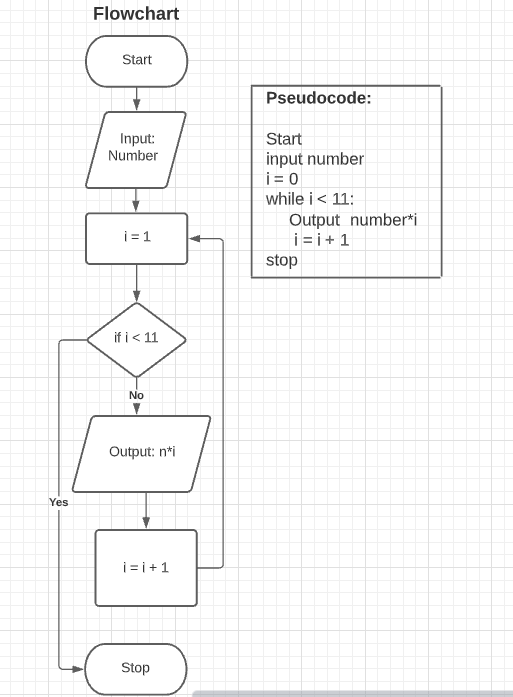 Flowchart
Start
Input:
Number
i = 1
if i < 11
No
Output: n*i
Yes
i = i + 1
Stop
Pseudocode:
Start
input number
i = 0
while i < 11:
Output number*i
i = i + 1
stop